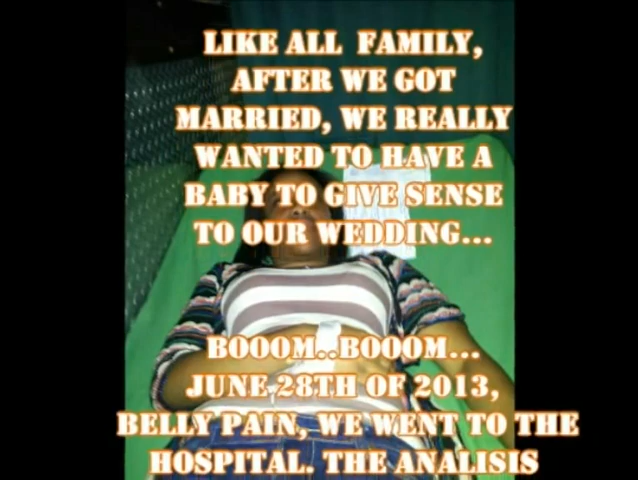 LIKE ALL FAMILY,
AFTER WE GOT
MARRIED, WE REALLY
WANTED TO HAVE A
BABY TO GIVE SENSE
TO OUR WEDDING...
BOOOM..BOOOM...
JUNE 28TH OF 2013,
BELLY PAIN, WE WENT TO THE
HOSPITAL. THE ANALISIS